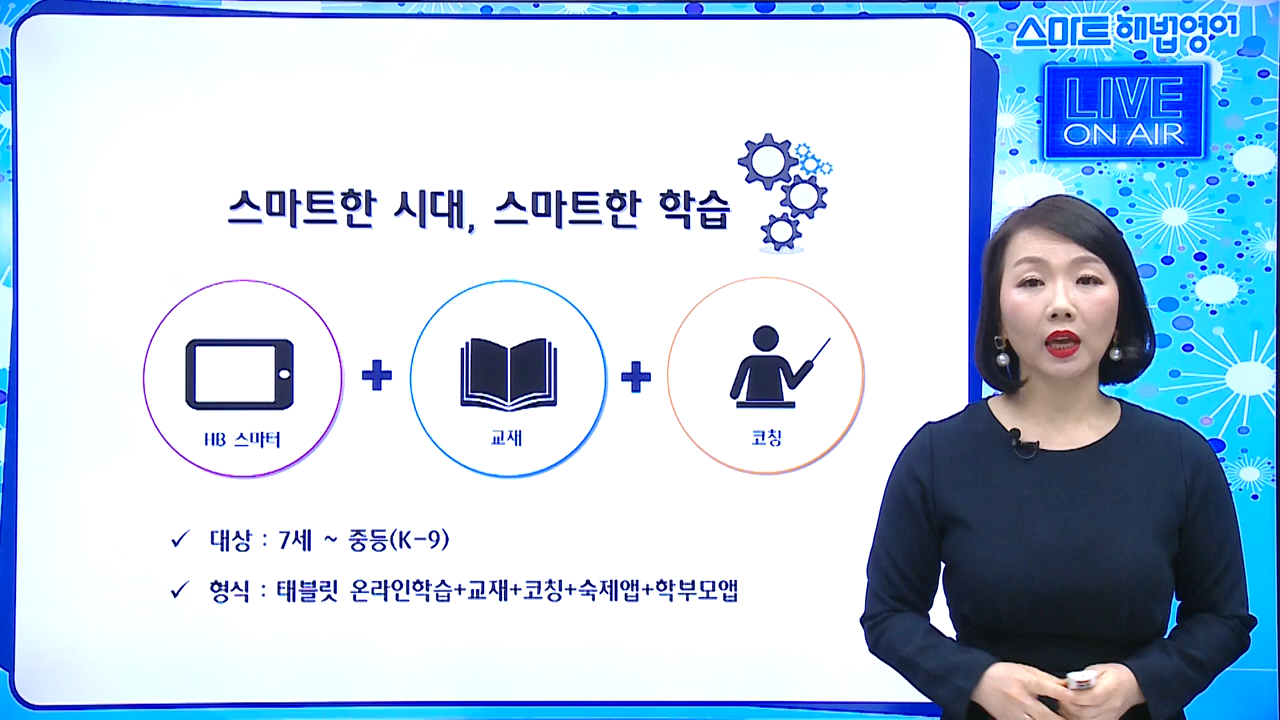 스마트해법영어
LIVE
ON AIR
스마트한 시대, 스마트한 학습
HB 스마터
교재
코칭
✓ 대상 : 7세 ~ 중등(K-9)
✓ 형식 : 태블릿 온라인학습+교재+코칭+숙제앱+학부모앱